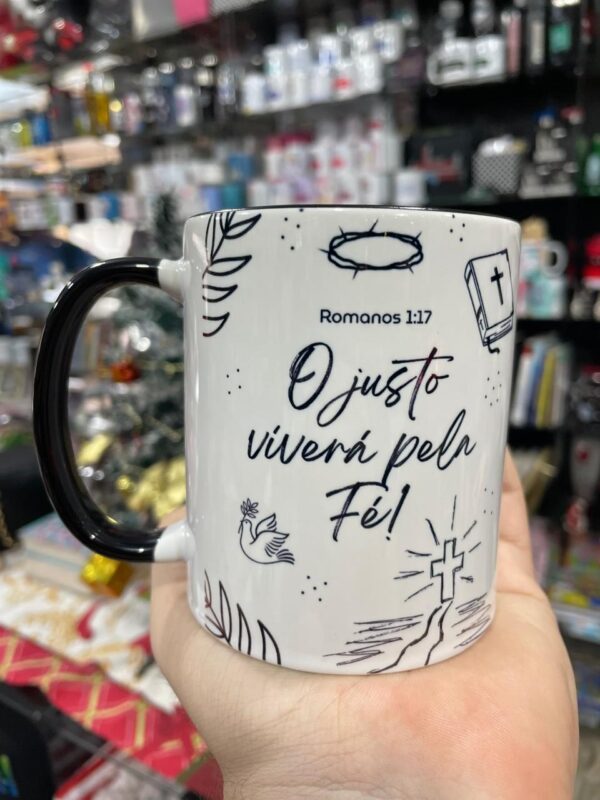 Romanos 1:17
O justo
viverá pela
Fé!